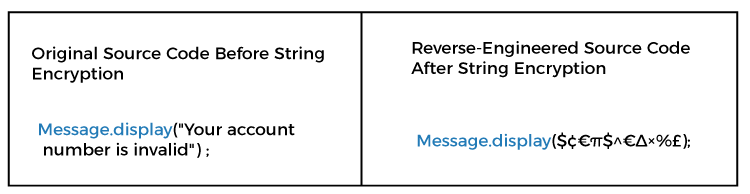 Original Source Code Before String
Encryption
Message.display("Your account
number is invalid") ;
Reverse-Engineered Source Code
After String Encryption
Message.display($¢€π$^€Δ×%£);